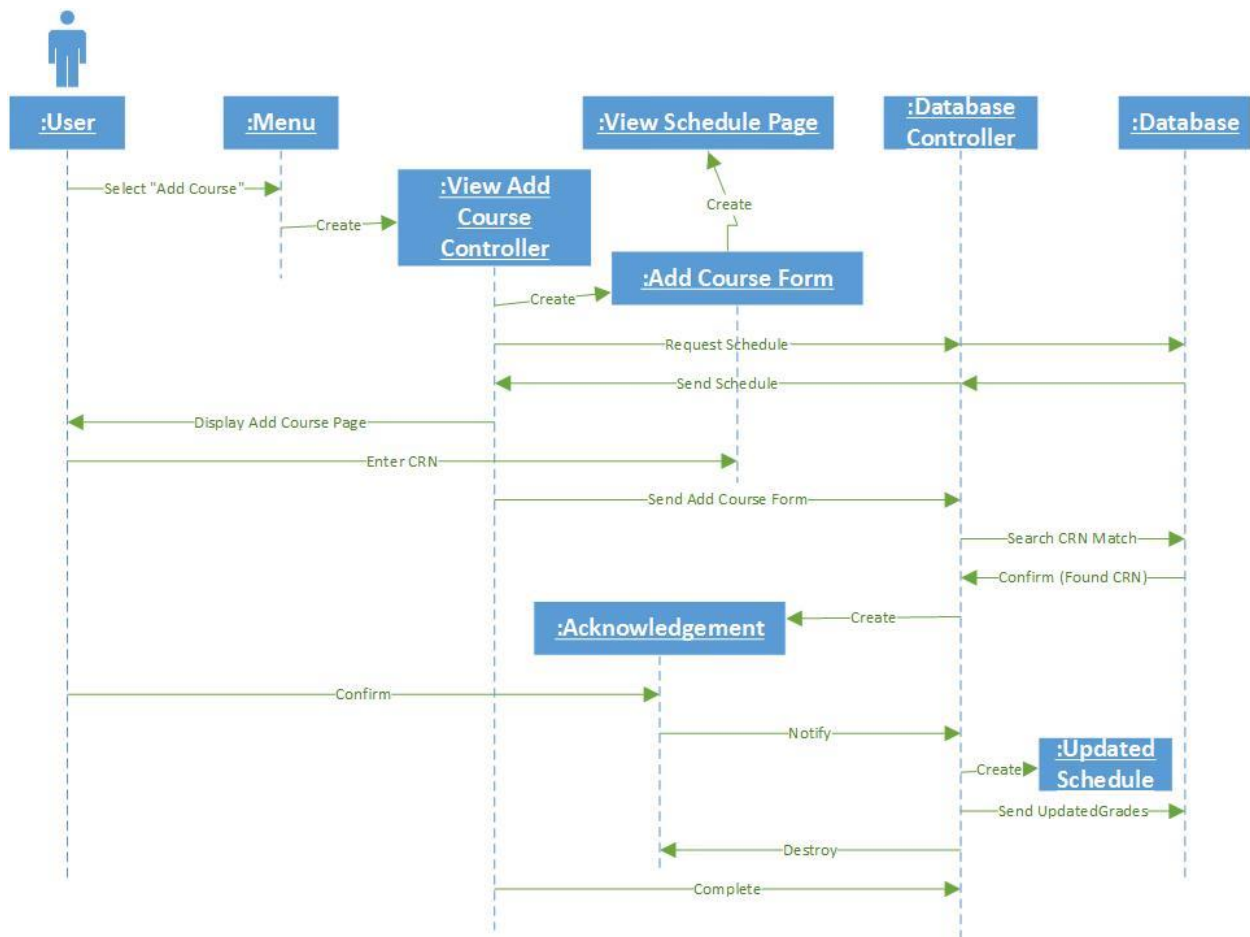 :User
:Menu
:View Schedule Page
:Database
Controller
:Database
Select "Add Course"
:View Add
Course
Controller
Create
Create
:Add Course Form
Create
Request Schedule
Send Schedule
Display Add Course Page
Enter CRN
Send Add Course Form
Search CRN Match
Confirm (Found CRN)
:Acknowledgement
Create
Confirm
Notify
:Updated
Schedule
Create
Send UpdatedGrades
Destroy
Complete